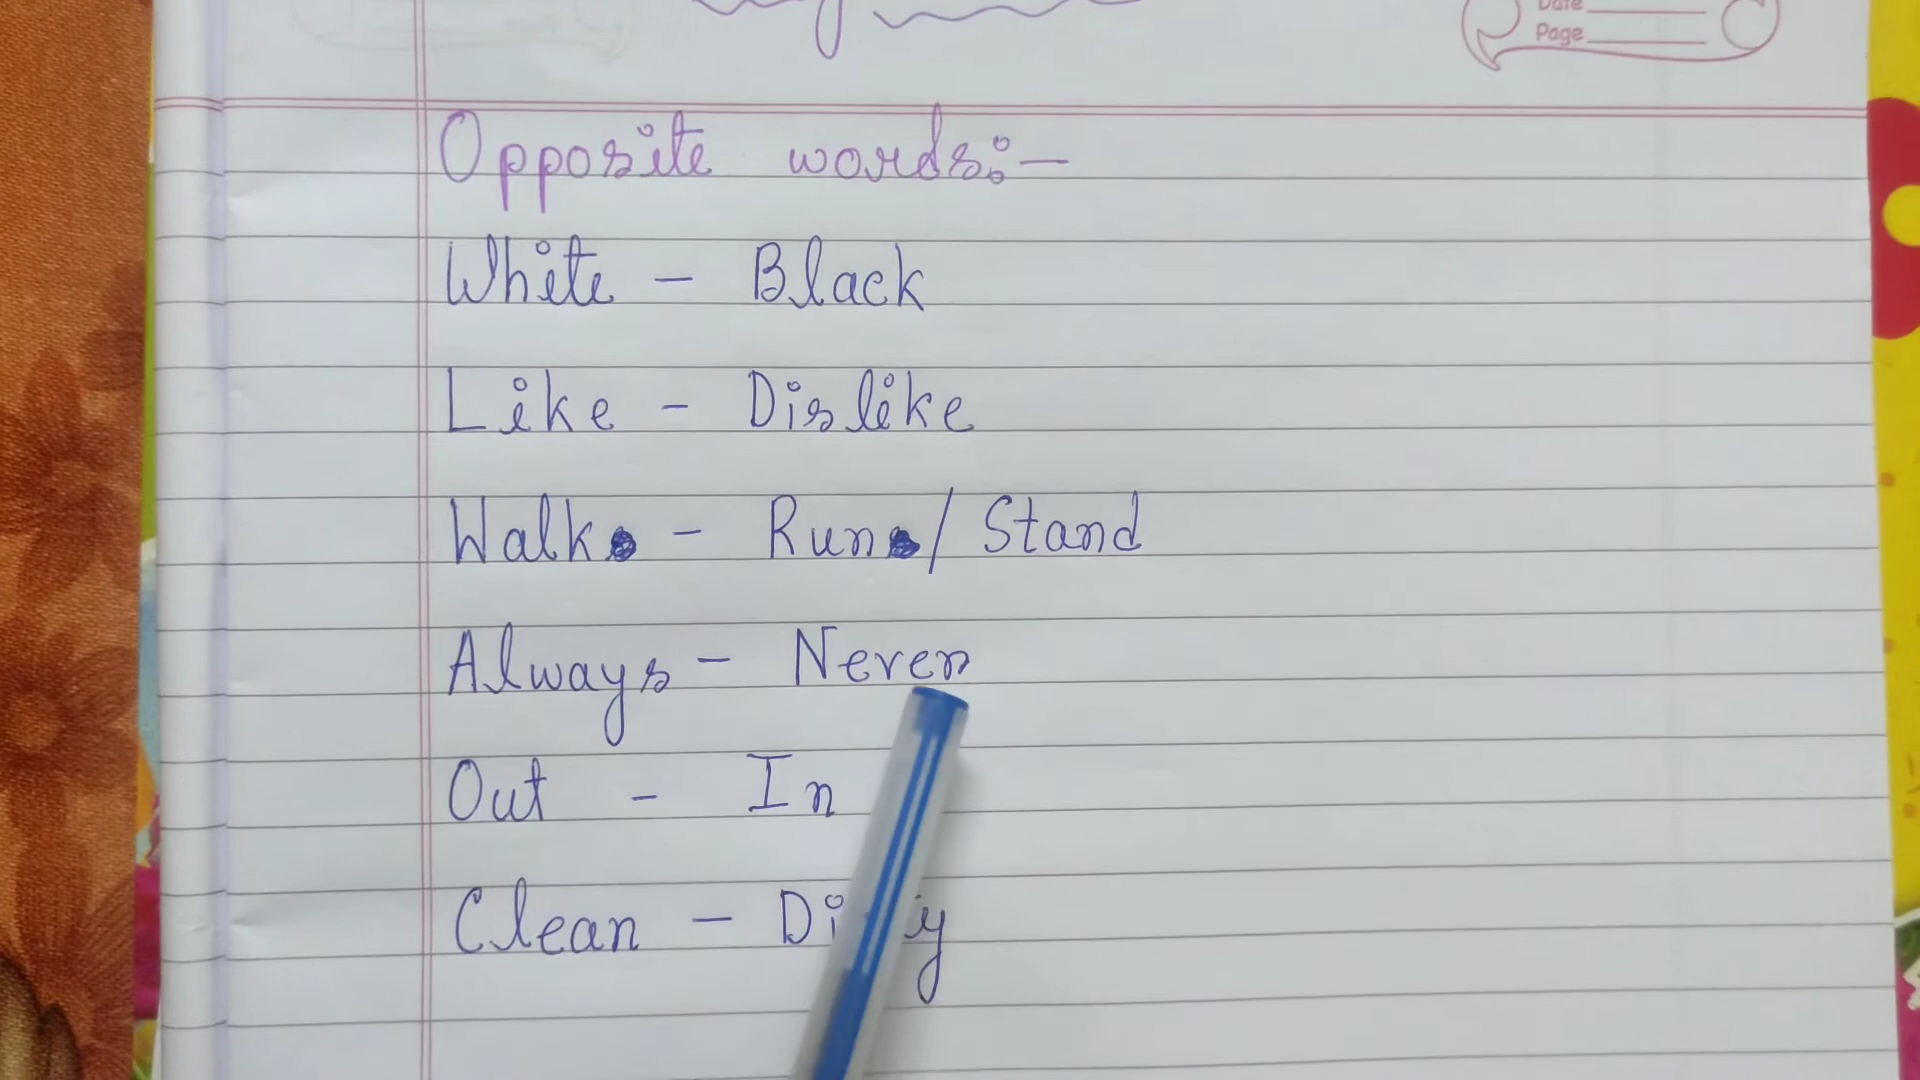 Date
Page
Opposite words:-
White - Black
Like - Dislike
Walk - Run / Stand
Always - Never
Out - In
Clean -